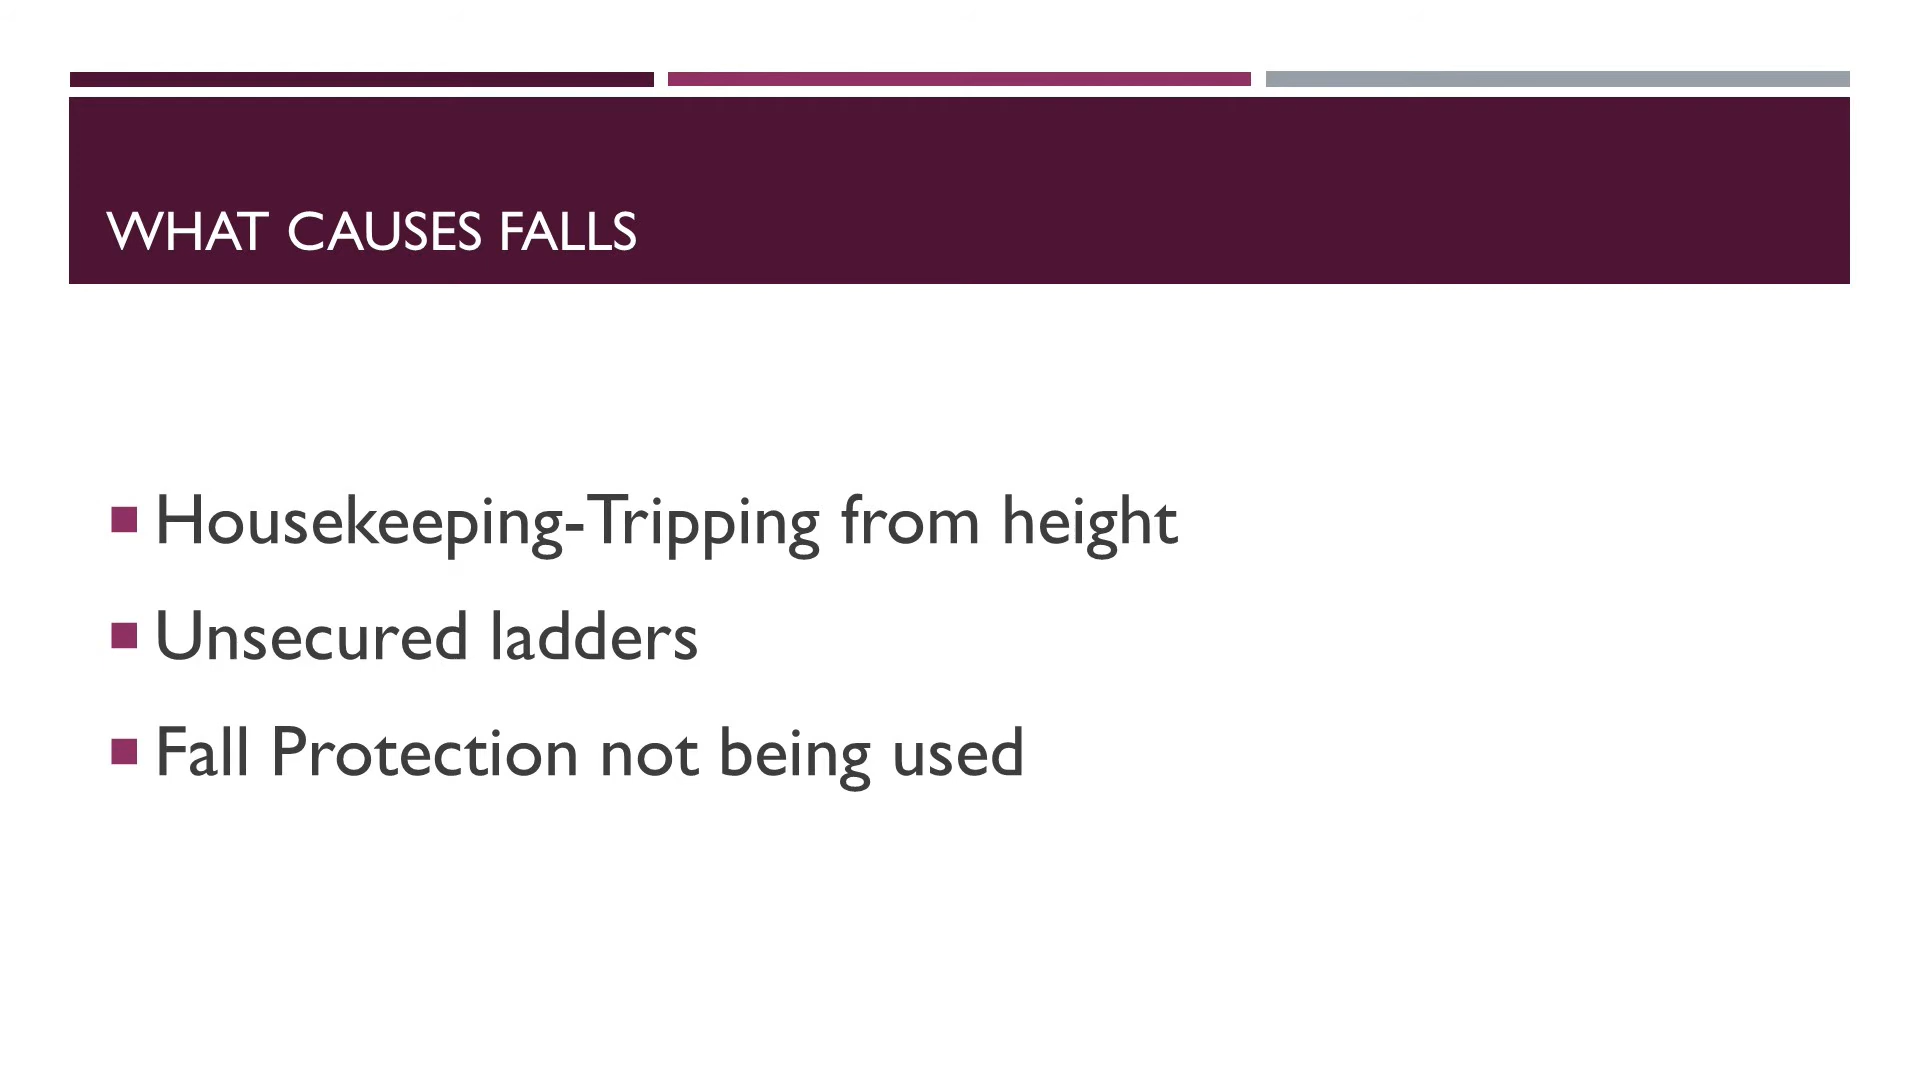 WHAT CAUSES FALLS
Housekeeping-Tripping from height
Unsecured ladders
Fall Protection not being used